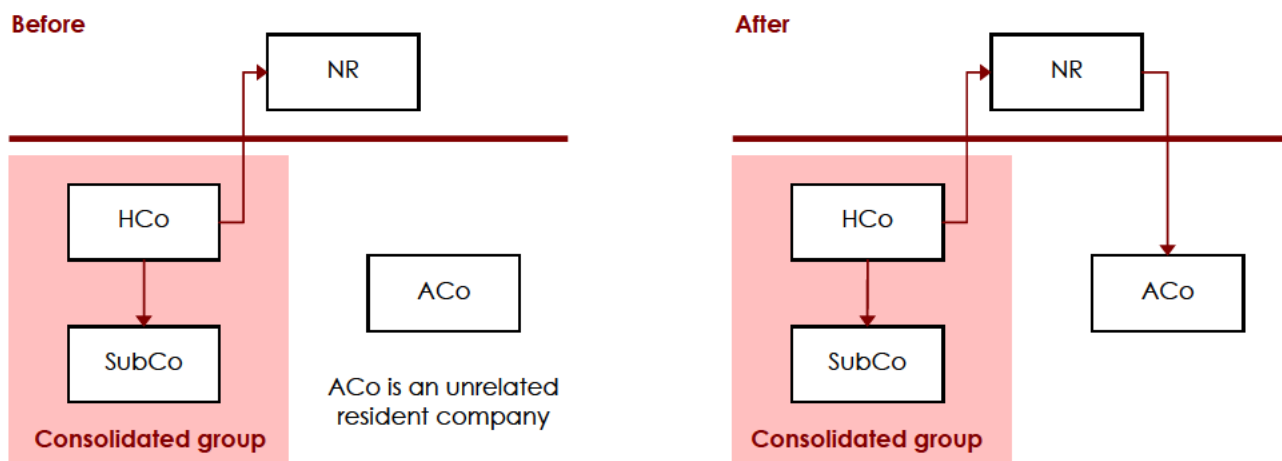 Before
NR
HCo
ACo
SubCo
ACo is an unrelated
resident company
Consolidated group
After
NR
HCo
ACo
SubCo
Consolidated group